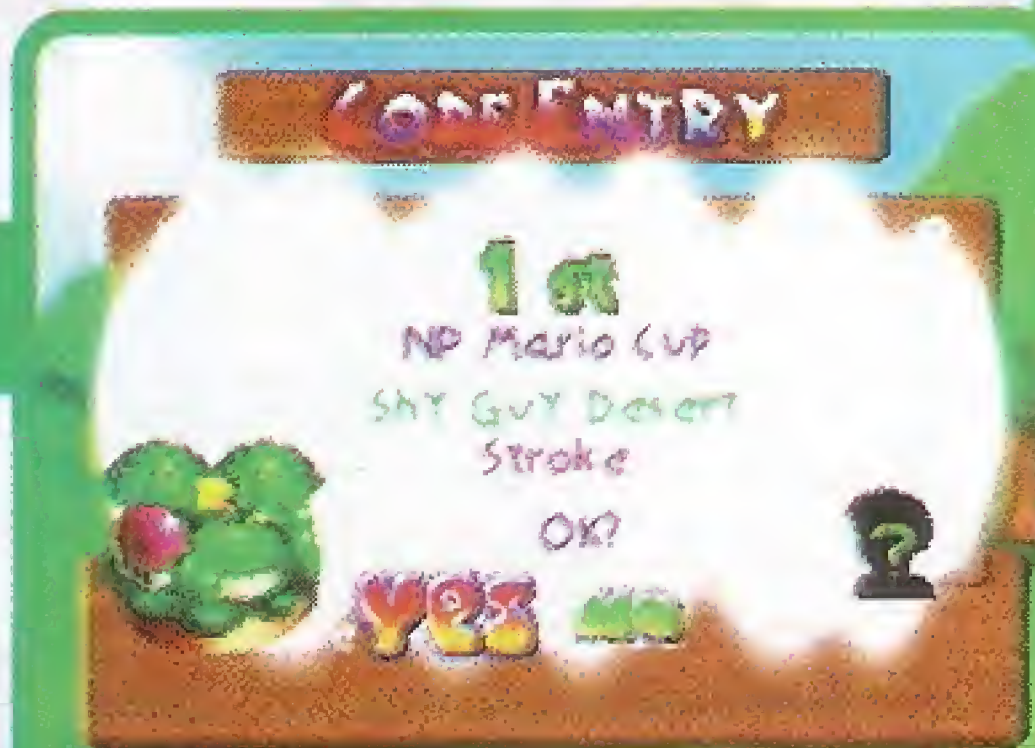 CODE ENTRY
1st
NP Mario Cup
Shy Guy Desert
Stroke
OK?
Yes No
?